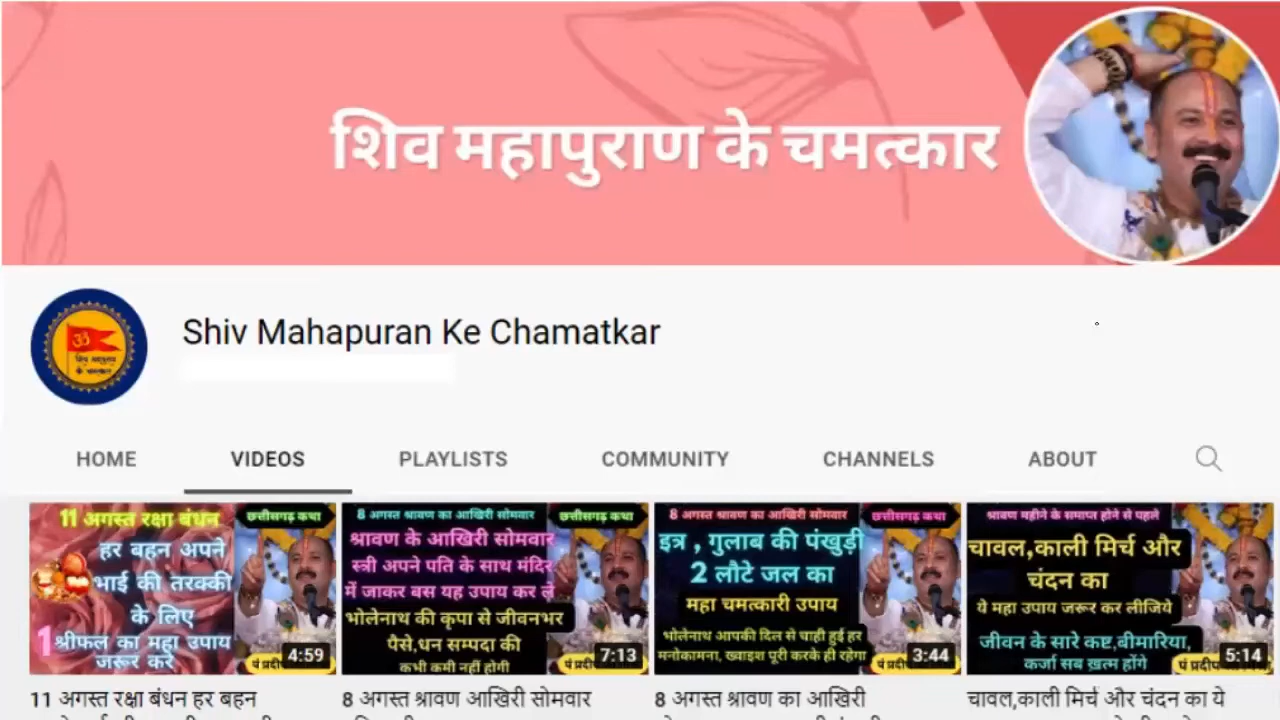 शिव महापुराण के चमत्कार
ॐ
Shiv Mahapuran Ke Chamatkar
HOME
VIDEOS
PLAYLISTS
COMMUNITY
CHANNELS
ABOUT
11 अगस्त रक्षा बंधन
छत्तीसगढ़ कथा
हर बहन अपने
भाई की तरक्की
के लिए
1 श्रीफल का महा उपाय
जरूर करे
4:59
8 अगस्त श्रावण का आखिरी सोमवार
छत्तीसगढ़ कथा
श्रावण के आखिरी सोमवार
स्त्री अपने पति के साथ मंदिर
में जाकर बस यह उपाय कर ले
भोलेनाथ की कृपा से जीवनभर
पैसे,धन सम्पदा की
कभी कमी नहीं होगी
7:13
8 अगस्त श्रावण का आखिरी सोमवार
छत्तीसगढ़ कथा
इत्र , गुलाब की पंखुड़ी
2 लौटे जल का
महा चमत्कारी उपाय
भोलेनाथ आपकी दिल से चाही हुई हर
मनोकामना, ख्वाइश पूरी करके ही रहेगा
3:44
श्रावण महीने के समाप्त होने से पहले
चावल,काली मिर्च और
चंदन का
ये महा उपाय जरूर कर लीजिये
जीवन के सारे कष्ट,बीमारिया,
कर्जा सब ख़त्म होंगे
5:14
11 अगस्त रक्षा बंधन हर बहन
8 अगस्त श्रावण आखिरी सोमवार
8 अगस्त श्रावण का आखिरी
चावल,काली मिर्च और चंदन का ये